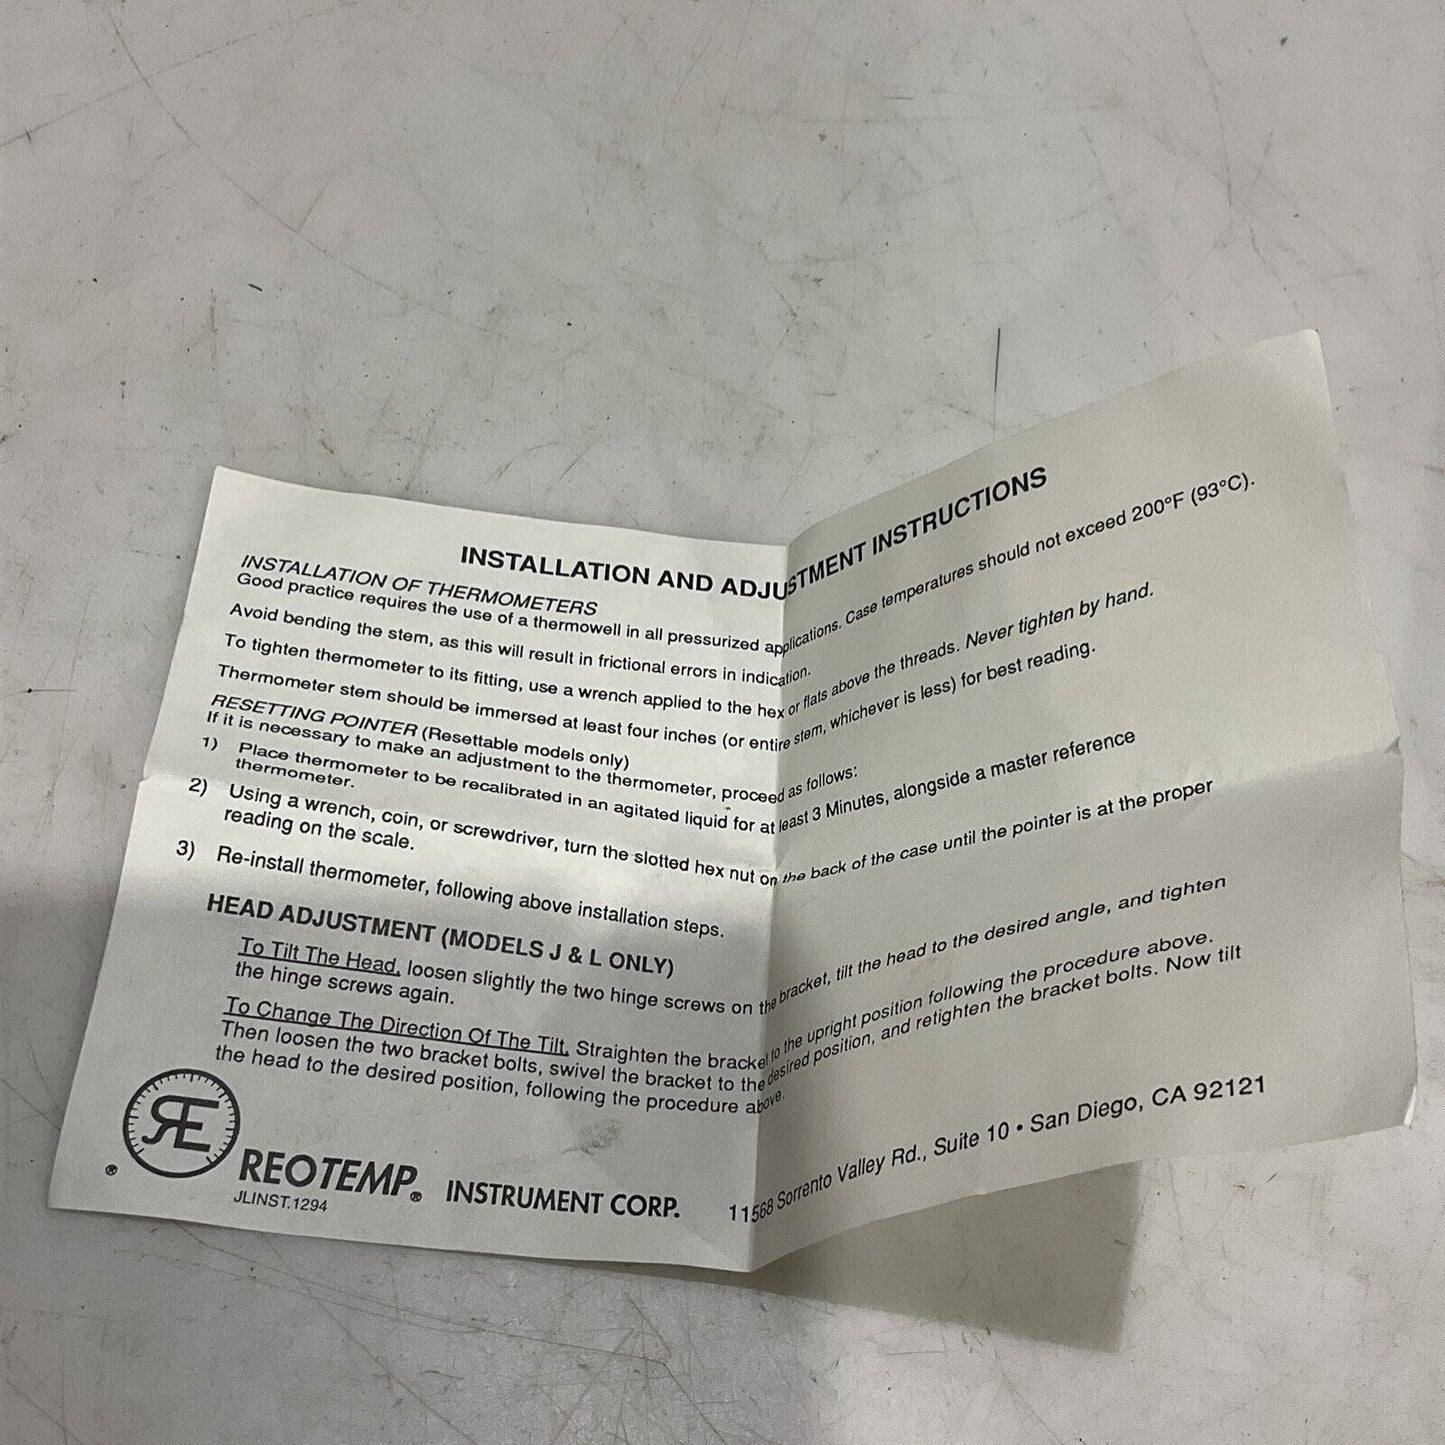 INSTALLATION AND ADJUSTMENT INSTRUCTIONS
INSTALLATION OF THERMOMETERS
Good practice requires the use of a thermowell in all pressurized applications. Case temperatures should not exceed 200°F (93°C).
Avoid bending the stem, as this will result in frictional errors in indication.
To tighten thermometer to its fitting, use a wrench applied to the hex or flats above the threads. Never tighten by hand.
Thermometer stem should be immersed at least four inches (or entire stem, whichever is less) for best reading.
RESETTING POINTER (Resettable models only)
If it is necessary to make an adjustment to the thermometer, proceed as follows:
1) Place thermometer to be recalibrated in an agitated liquid for at least 3 Minutes, alongside a master reference
thermometer.
2) Using a wrench, coin, or screwdriver, turn the slotted hex nut on the back of the case until the pointer is at the proper
reading on the scale.
3) Re-install thermometer, following above installation steps.
HEAD ADJUSTMENT (MODELS J & L ONLY)
To Tilt The Head, loosen slightly the two hinge screws on the bracket, tilt the head to the desired angle, and tighten
the hinge screws again.
To Change The Direction Of The Tilt, Straighten the bracket to the upright position following the procedure above.
Then loosen the two bracket bolts, swivel the bracket to the desired position, and retighten the bracket bolts. Now tilt
the head to the desired position, following the procedure above.
RE
® REOTEMP® INSTRUMENT CORP. 11568 Sorrento Valley Rd., Suite 10 • San Diego, CA 92121
JLINST.1294